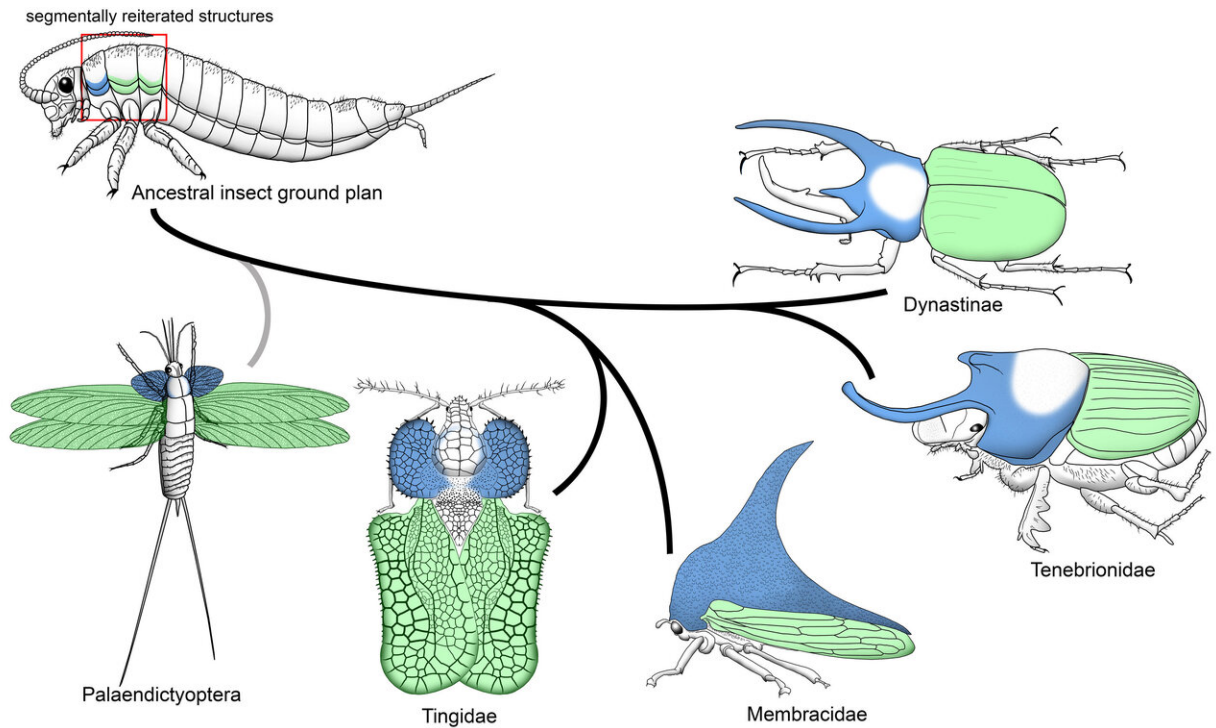 segmentally reiterated structures
Ancestral insect ground plan
Dynastinae
Tenebrionidae
Palaendictyoptera
Tingidae
Membracidae